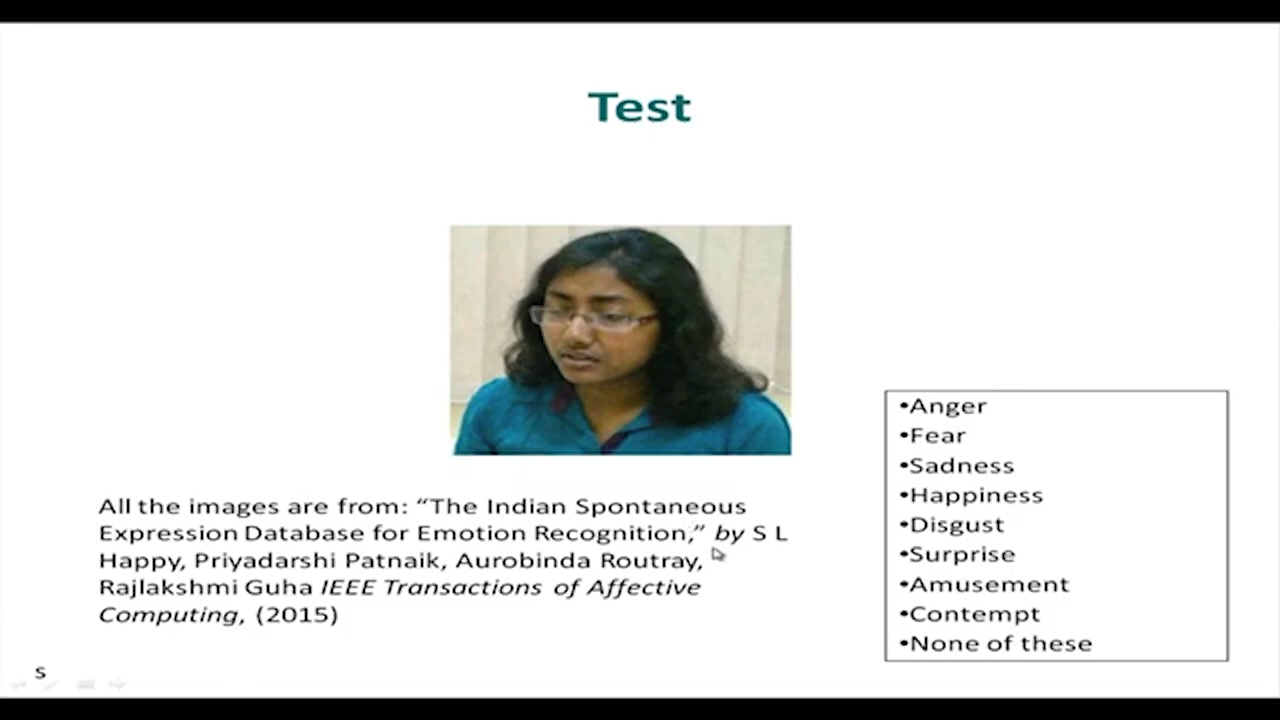 Test
All the images are from: “The Indian Spontaneous
Expression Database for Emotion Recognition,” by S L
Happy, Priyadarshi Patnaik, Aurobinda Routray,
Rajlakshmi Guha IEEE Transactions of Affective
Computing, (2015)
•Anger
•Fear
•Sadness
•Happiness
•Disgust
•Surprise
•Amusement
•Contempt
•None of these
S